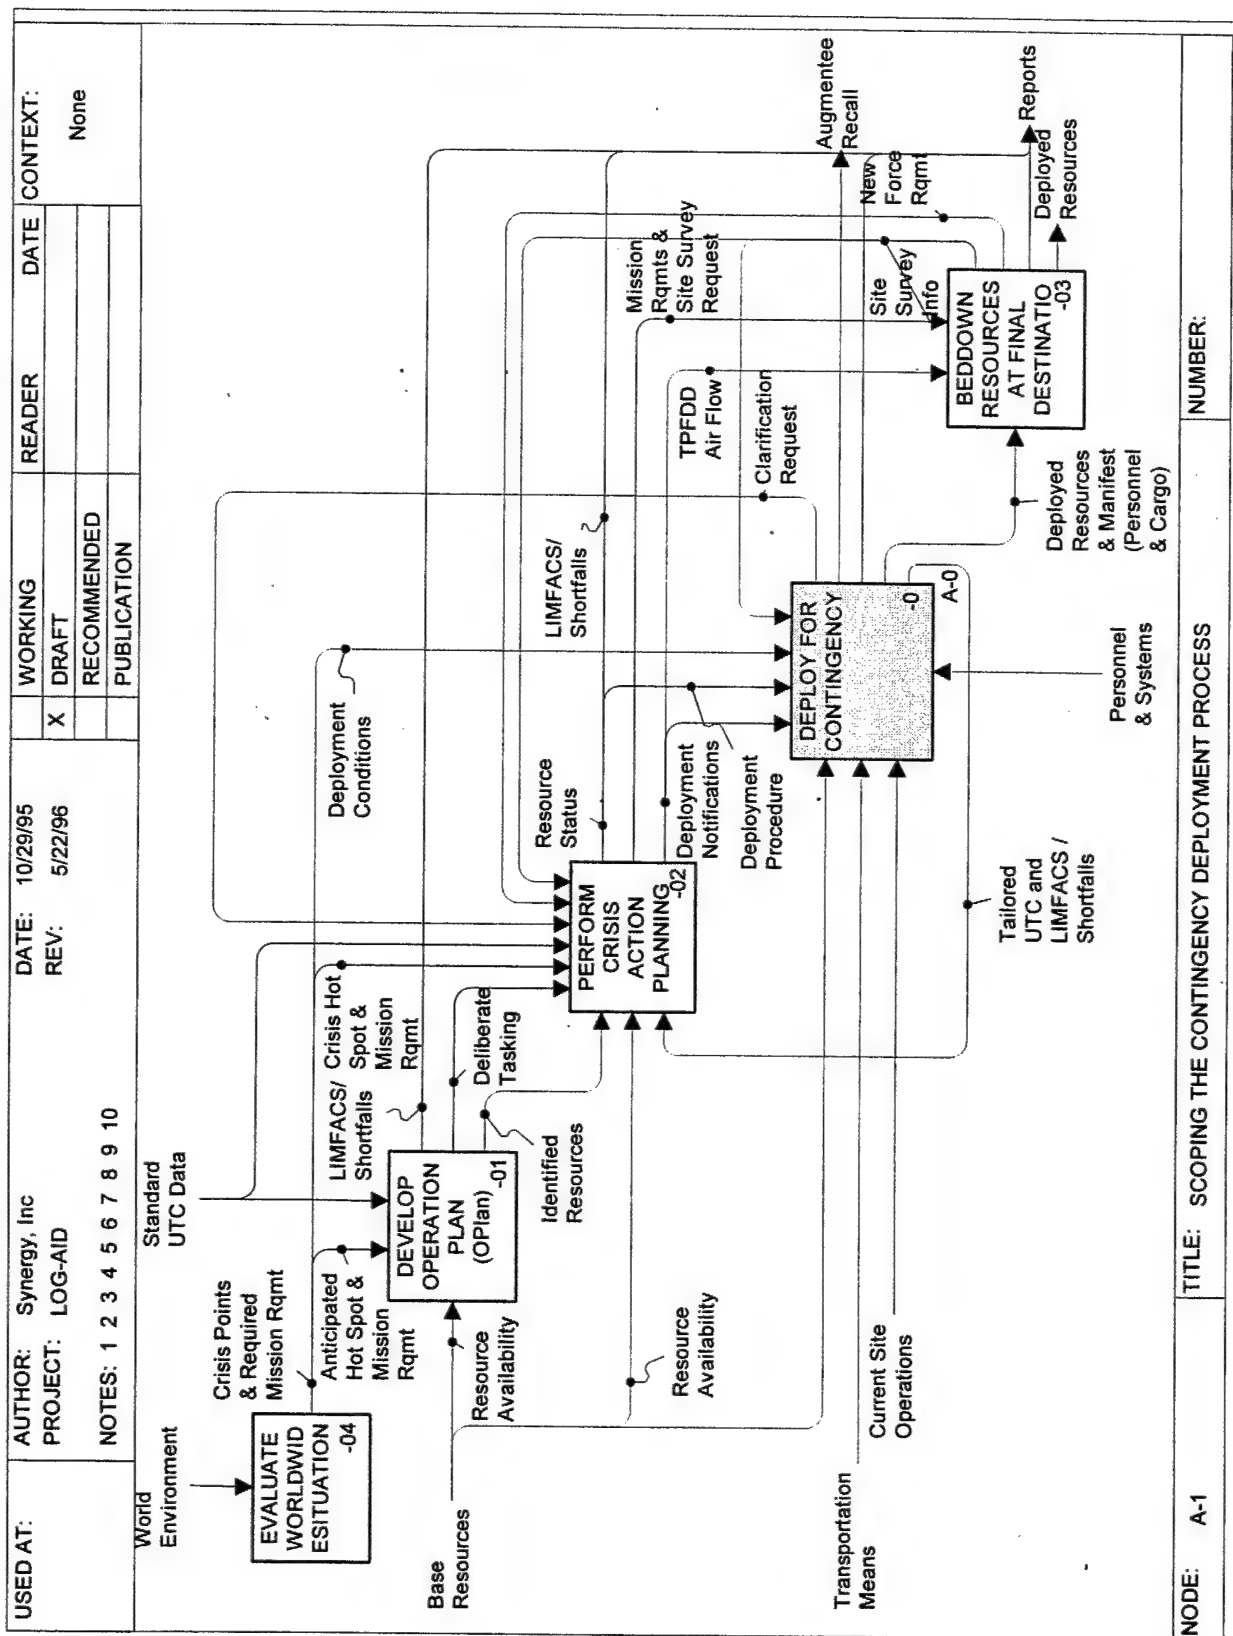 USED AT:
AUTHOR: Synergy, Inc
PROJECT: LOG-AID
NOTES: 1 2 3 4 5 6 7 8 9 10
DATE: 10/29/95
REV: 5/22/96
WORKING
X DRAFT
RECOMMENDED
PUBLICATION
READER DATE
CONTEXT:
None
World
Environment
Standard
UTC Data
EVALUATE
WORLDWID
ESITUATION
-04
Crisis Points
& Required
Mission Rqmt
Anticipated
Hot Spot &
Mission
Rqmt
DEVELOP
OPERATION
PLAN
(OPlan)
-01
LIMFACS/
Shortfalls
Crisis Hot
Spot &
Mission
Rqmt
Deliberate
Tasking
Identified
Resources
Base
Resources
Resource
Availability
Resource
Availability
PERFORM
CRISIS
ACTION
PLANNING
-02
Deployment
Conditions
Resource
Status
Deployment
Notifications
Deployment
Procedure
LIMFACS/
Shortfalls
DEPLOY FOR
CONTINGENCY
-0
A-0
TPFDD
Air Flow
Clarification
Request
Mission
Rqmts &
Site Survey
Request
Site
Survey
Info
New
Force
Rqmt
Augmentee
Recall
Reports
Deployed
Resources
BEDDOWN
RESOURCES
AT FINAL
DESTINATIO
-03
Deployed
Resources
& Manifest
(Personnel
& Cargo)
Personnel
& Systems
Tailored
UTC and
LIMFACS /
Shortfalls
Current Site
Operations
Transportation
Means
NODE: A-1
TITLE: SCOPING THE CONTINGENCY DEPLOYMENT PROCESS
NUMBER: